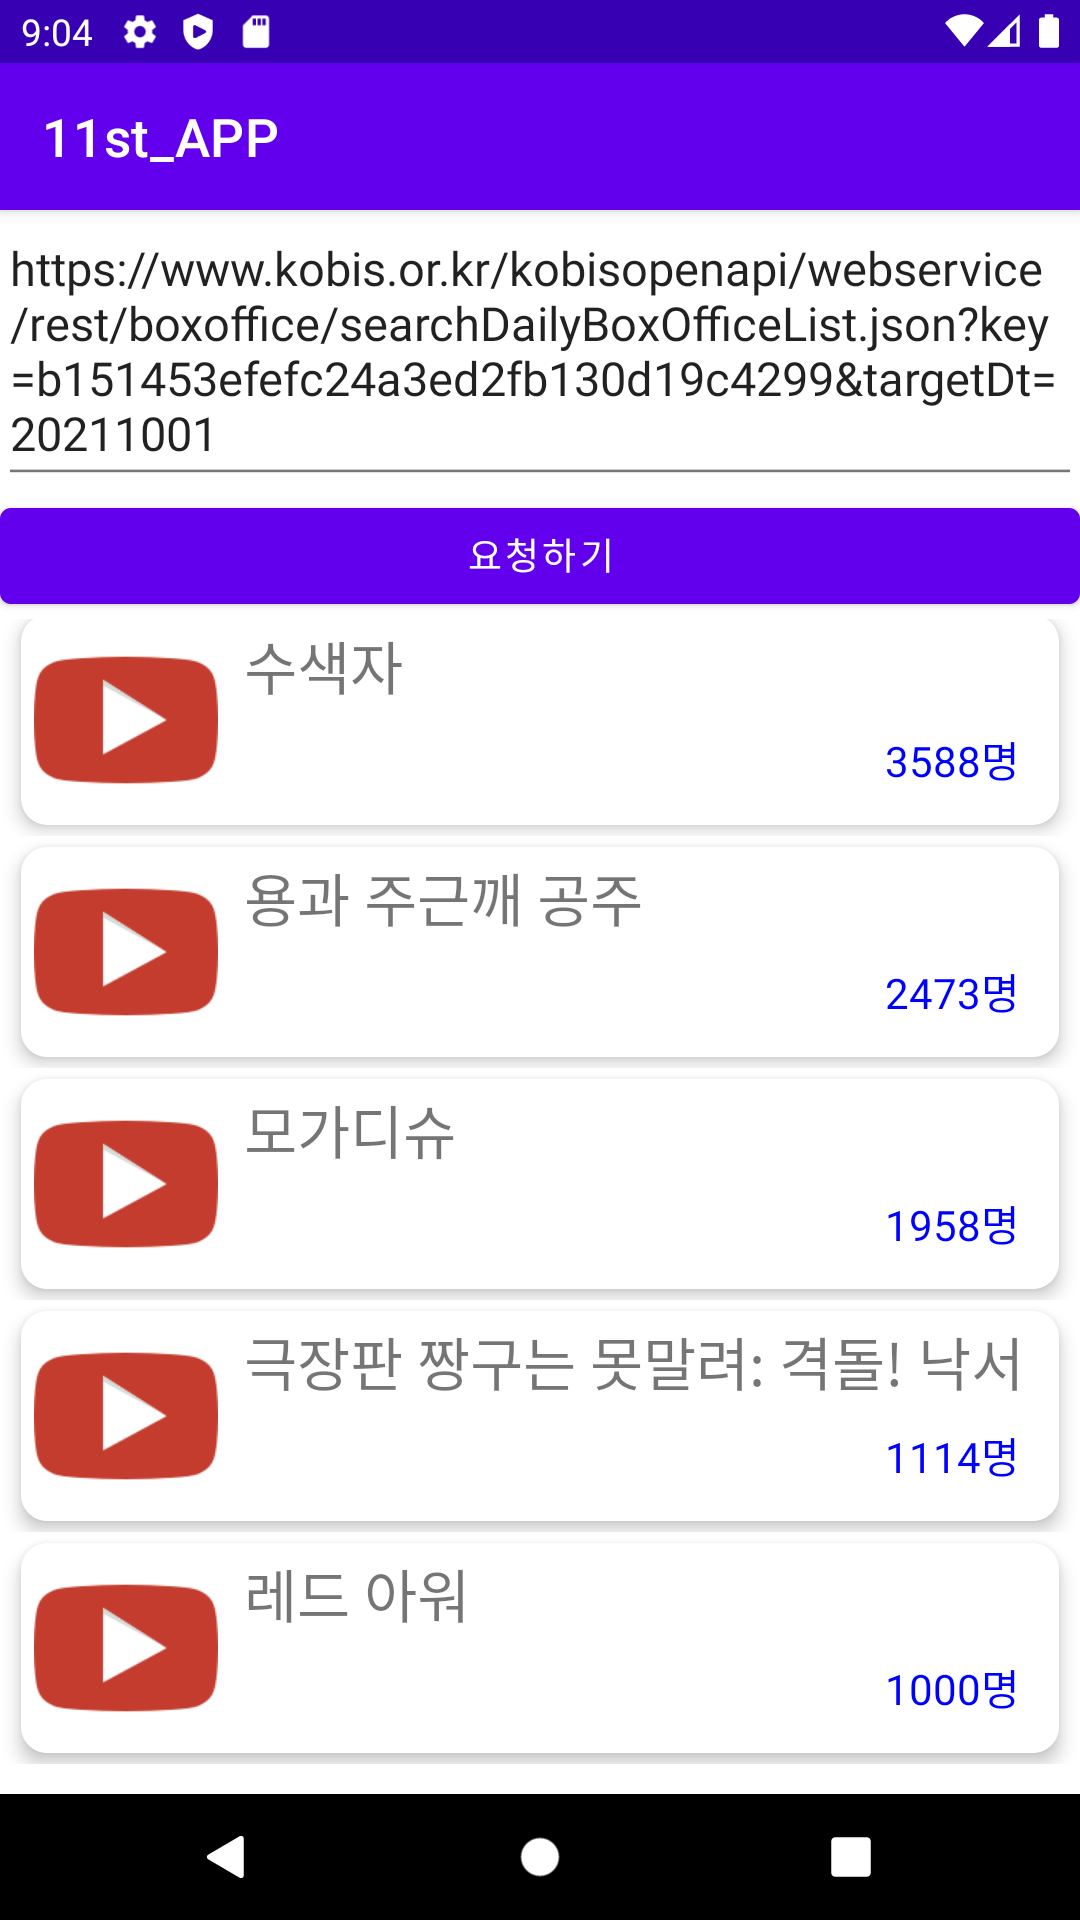 9:04
11st_APP
https://www.kobis.or.kr/kobisopenapi/webservice
/rest/boxoffice/searchDailyBoxOfficeList.json?key
=b151453efefc24a3ed2fb130d19c4299&targetDt=
20211001
요청하기
수색자
3588명
용과 주근깨 공주
2473명
모가디슈
1958명
극장판 짱구는 못말려: 격돌! 낙서
1114명
레드 아워
1000명